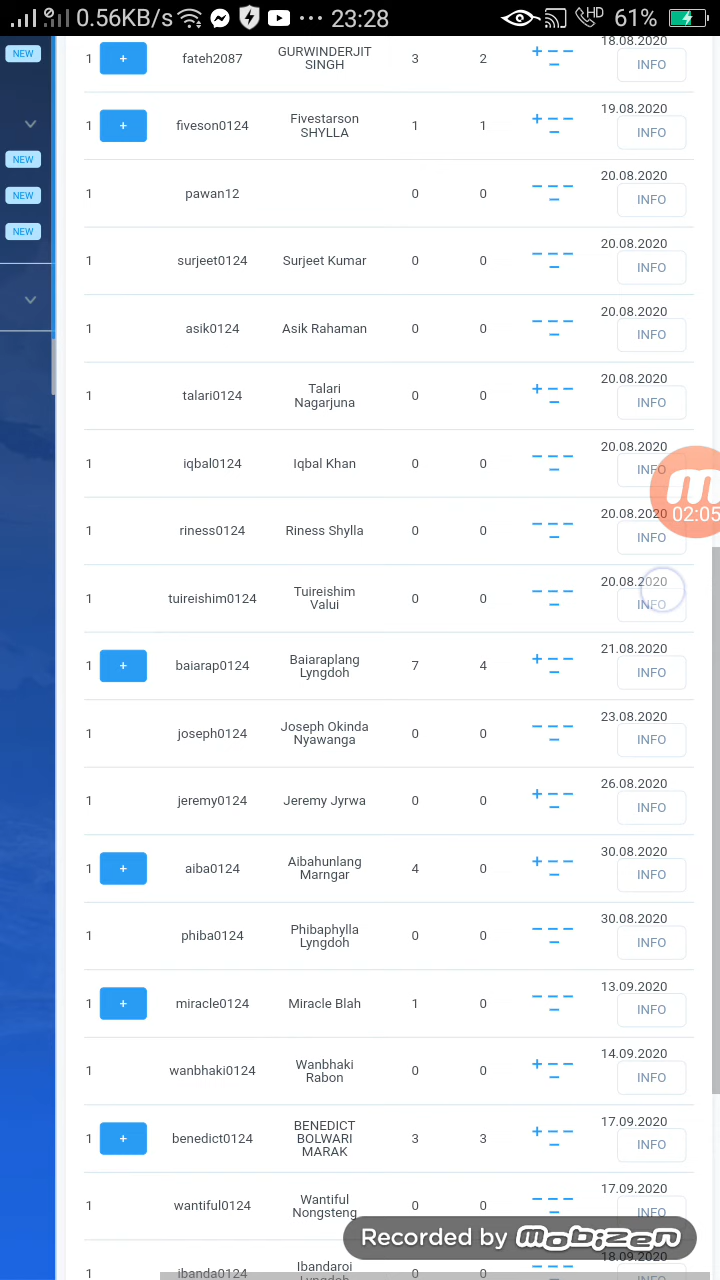 0.56KB/s ... 23:28 HD 61%
NEW
NEW
NEW
NEW
18.08.2020
1 + fateh2087 GURWINDERJIT SINGH 3 2 + − − − INFO
19.08.2020
1 + fiveson0124 Fivestarson SHYLLA 1 1 + − − − INFO
20.08.2020
1 pawan12 0 0 − − − − INFO
20.08.2020
1 surjeet0124 Surjeet Kumar 0 0 − − − − INFO
20.08.2020
1 asik0124 Asik Rahaman 0 0 − − − − INFO
20.08.2020
1 talari0124 Talari Nagarjuna 0 0 + − − − INFO
20.08.2020
1 iqbal0124 Iqbal Khan 0 0 − − − − INFO
02:05
20.08.2020
1 riness0124 Riness Shylla 0 0 − − − − INFO
20.08.2020
1 tuireishim0124 Tuireishim Valui 0 0 − − − − INFO
21.08.2020
1 + baiarap0124 Baiaraplang Lyngdoh 7 4 + − − − INFO
23.08.2020
1 joseph0124 Joseph Okinda Nyawanga 0 0 − − − − INFO
26.08.2020
1 jeremy0124 Jeremy Jyrwa 0 0 + − − − INFO
30.08.2020
1 + aiba0124 Aibahunlang Marngar 4 0 + − − − INFO
30.08.2020
1 phiba0124 Phibaphylla Lyngdoh 0 0 − − − − INFO
13.09.2020
1 + miracle0124 Miracle Blah 1 0 − − − − INFO
14.09.2020
1 wanbhaki0124 Wanbhaki Rabon 0 0 + − − − INFO
17.09.2020
1 + benedict0124 BENEDICT BOLWARI MARAK 3 3 + − − − INFO
17.09.2020
1 wantiful0124 Wantiful Nongsteng 0 0 − − − − INFO
Recorded by mobizen
18.09.2020
1 ibanda0124 Ibandaroi Lyngdoh 0 0 − − − − INFO